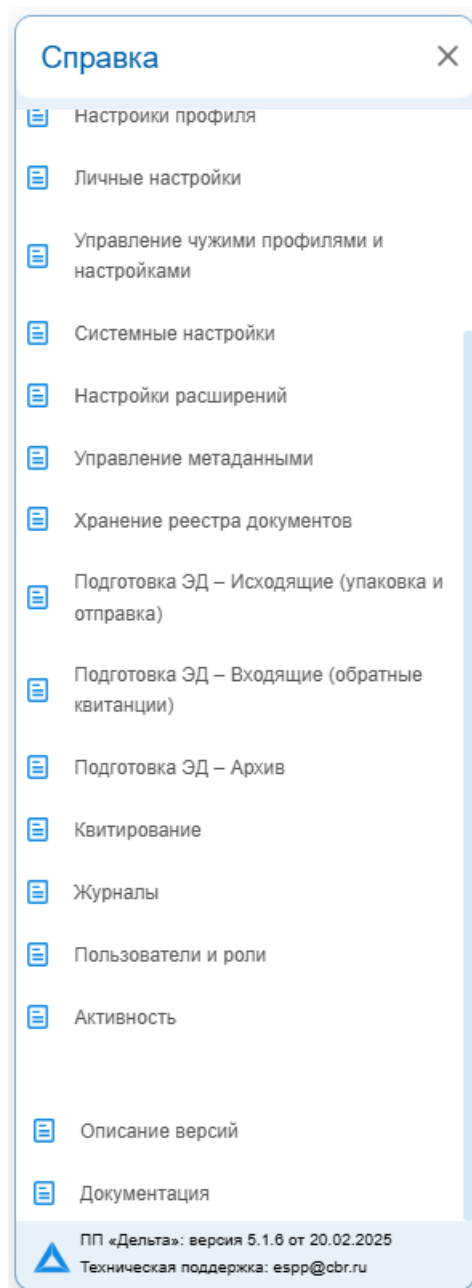 Справка
Настройки профиля
Личные настройки
Управление чужими профилями и
настройками
Системные настройки
Настройки расширений
Управление метаданными
Хранение реестра документов
Подготовка ЭД – Исходящие (упаковка и
отправка)
Подготовка ЭД – Входящие (обратные
квитанции)
Подготовка ЭД – Архив
Квитирование
Журналы
Пользователи и роли
Активность
Описание версий
Документация
ПП «Дельта»: версия 5.1.6 от 20.02.2025
Техническая поддержка: espp@cbr.ru